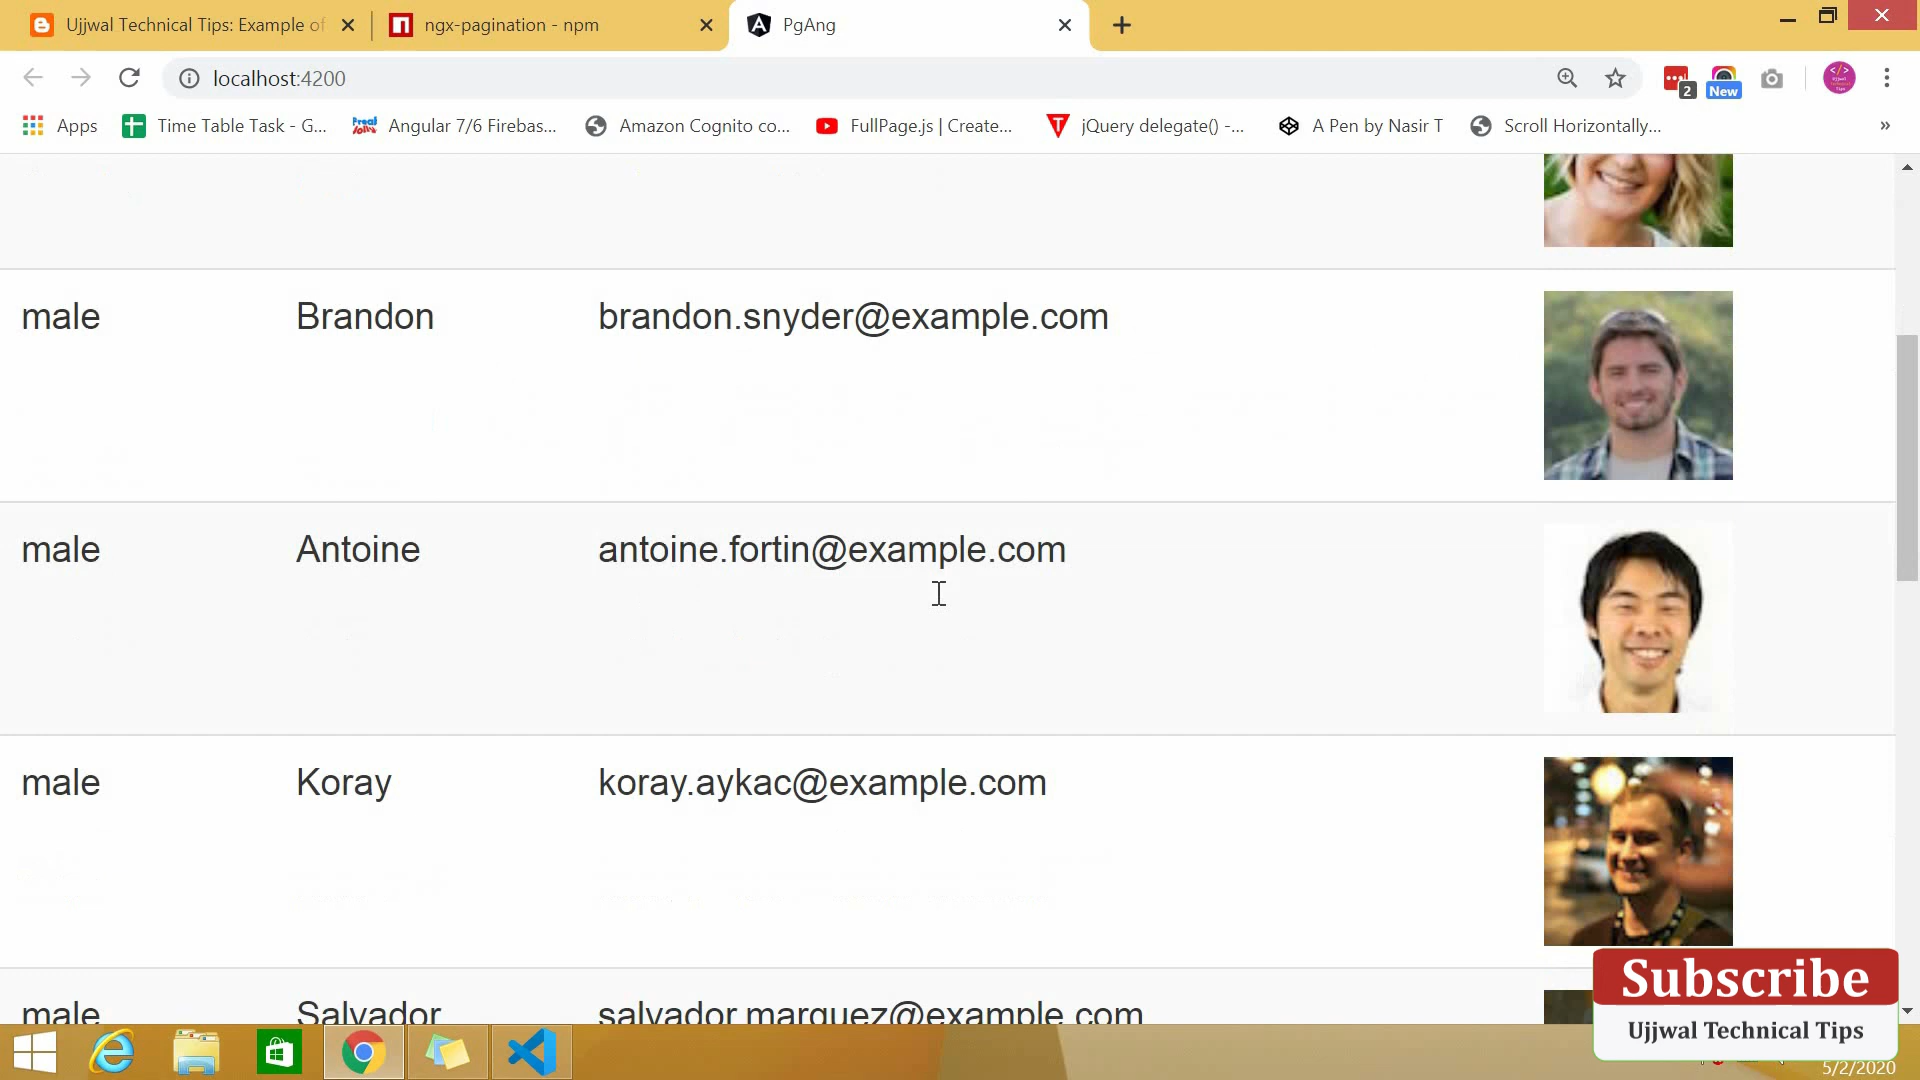 Ujjwal Technical Tips: Example of
ngx-pagination - npm
PgAng
localhost:4200
2
New
Apps
Time Table Task - G...
Angular 7/6 Firebas...
Amazon Cognito co...
FullPage.js | Create...
jQuery delegate() -...
A Pen by Nasir T
Scroll Horizontally...
»
male Brandon brandon.snyder@example.com
male Antoine antoine.fortin@example.com
male Koray koray.aykac@example.com
male Salvador salvador.marquez@example.com
Subscribe
Ujjwal Technical Tips
5/2/2020